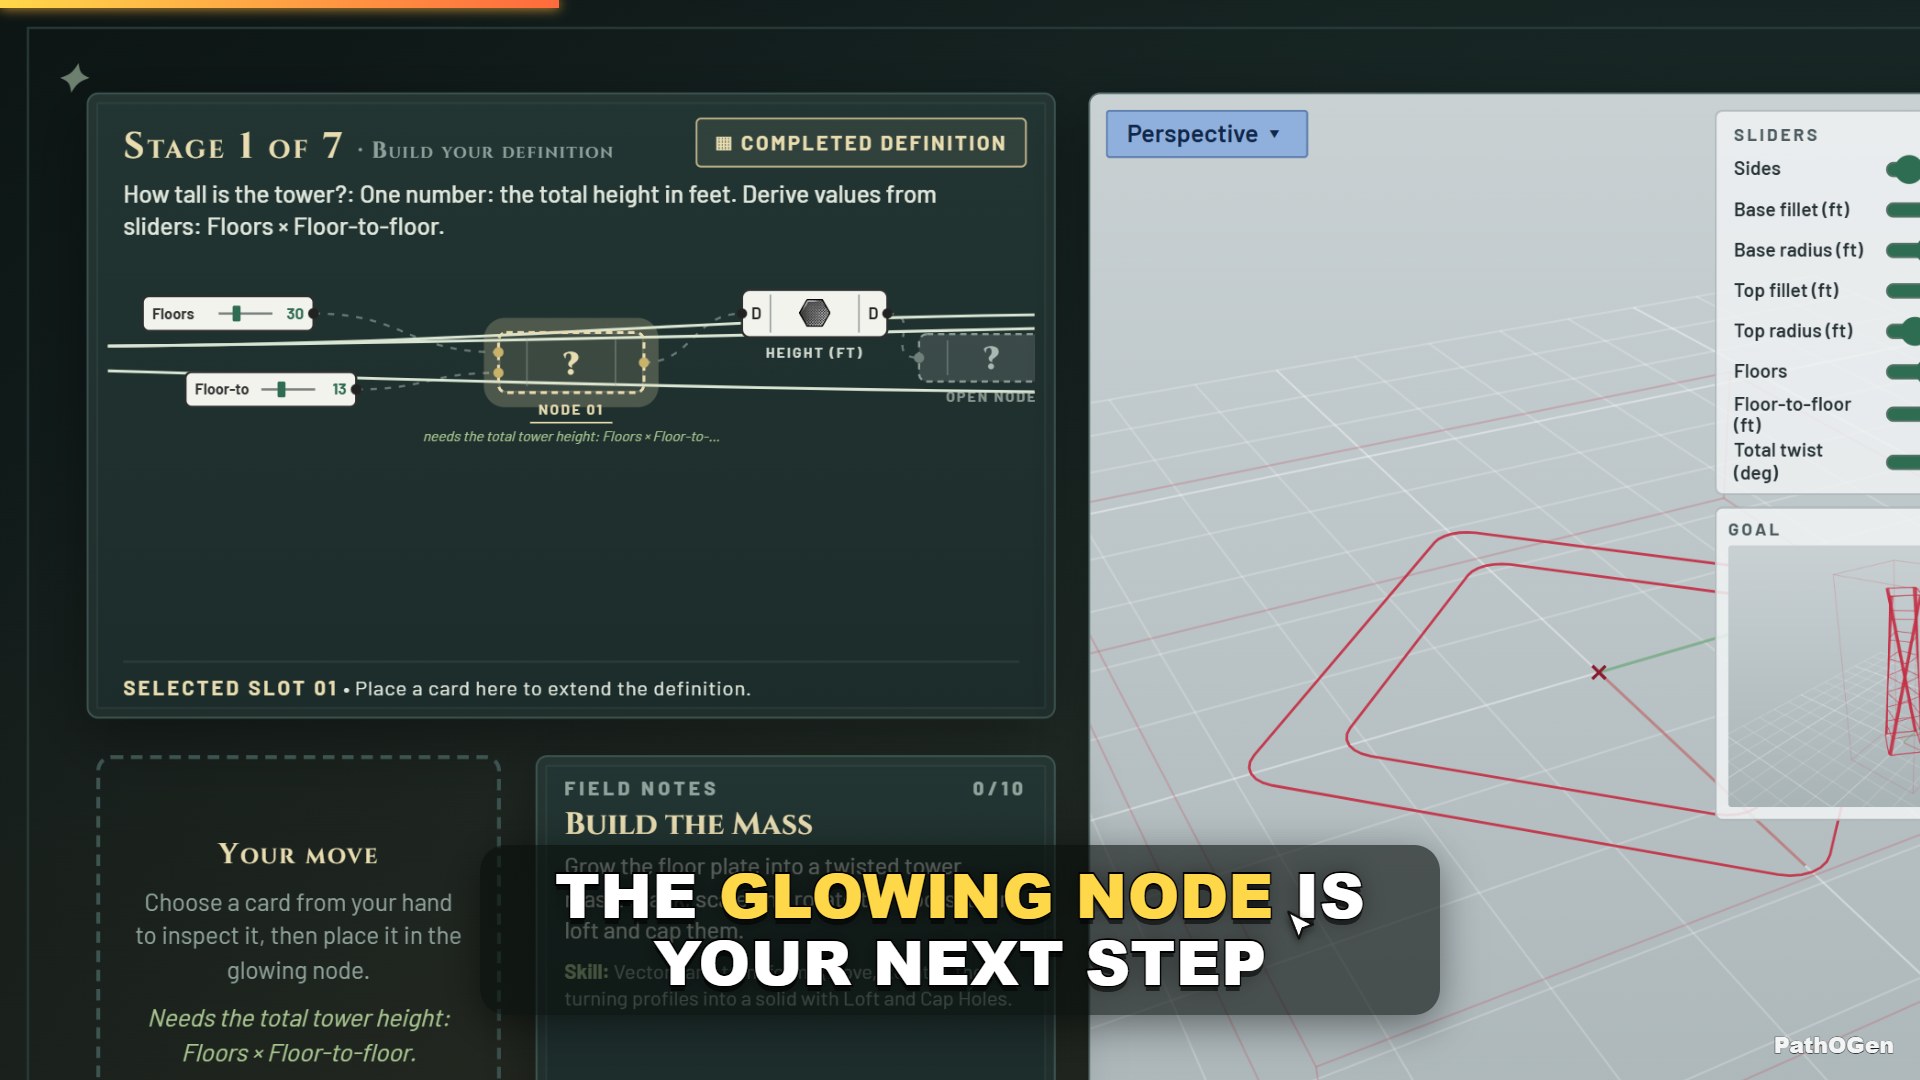 STAGE 1 OF 7 · BUILD YOUR DEFINITION
COMPLETED DEFINITION
How tall is the tower?: One number: the total height in feet. Derive values from
sliders: Floors × Floor-to-floor.
Floors 30
Floor-to 13
?
NODE 01
needs the total tower height: Floors × Floor-to-...
D D
HEIGHT (FT)
?
OPEN NODE
SELECTED SLOT 01 • Place a card here to extend the definition.
YOUR MOVE
Choose a card from your hand
to inspect it, then place it in the
glowing node.
Needs the total tower height:
Floors × Floor-to-floor.
FIELD NOTES 0/10
BUILD THE MASS
Grow the floor plate into a twisted tower
loft and cap them.
Skill:
turning profiles into a solid with Loft and Cap Holes.
THE GLOWING NODE IS
YOUR NEXT STEP
Perspective ▼
SLIDERS
Sides
Base fillet (ft)
Base radius (ft)
Top fillet (ft)
Top radius (ft)
Floors
Floor-to-floor
(ft)
Total twist
(deg)
GOAL
PathOGen